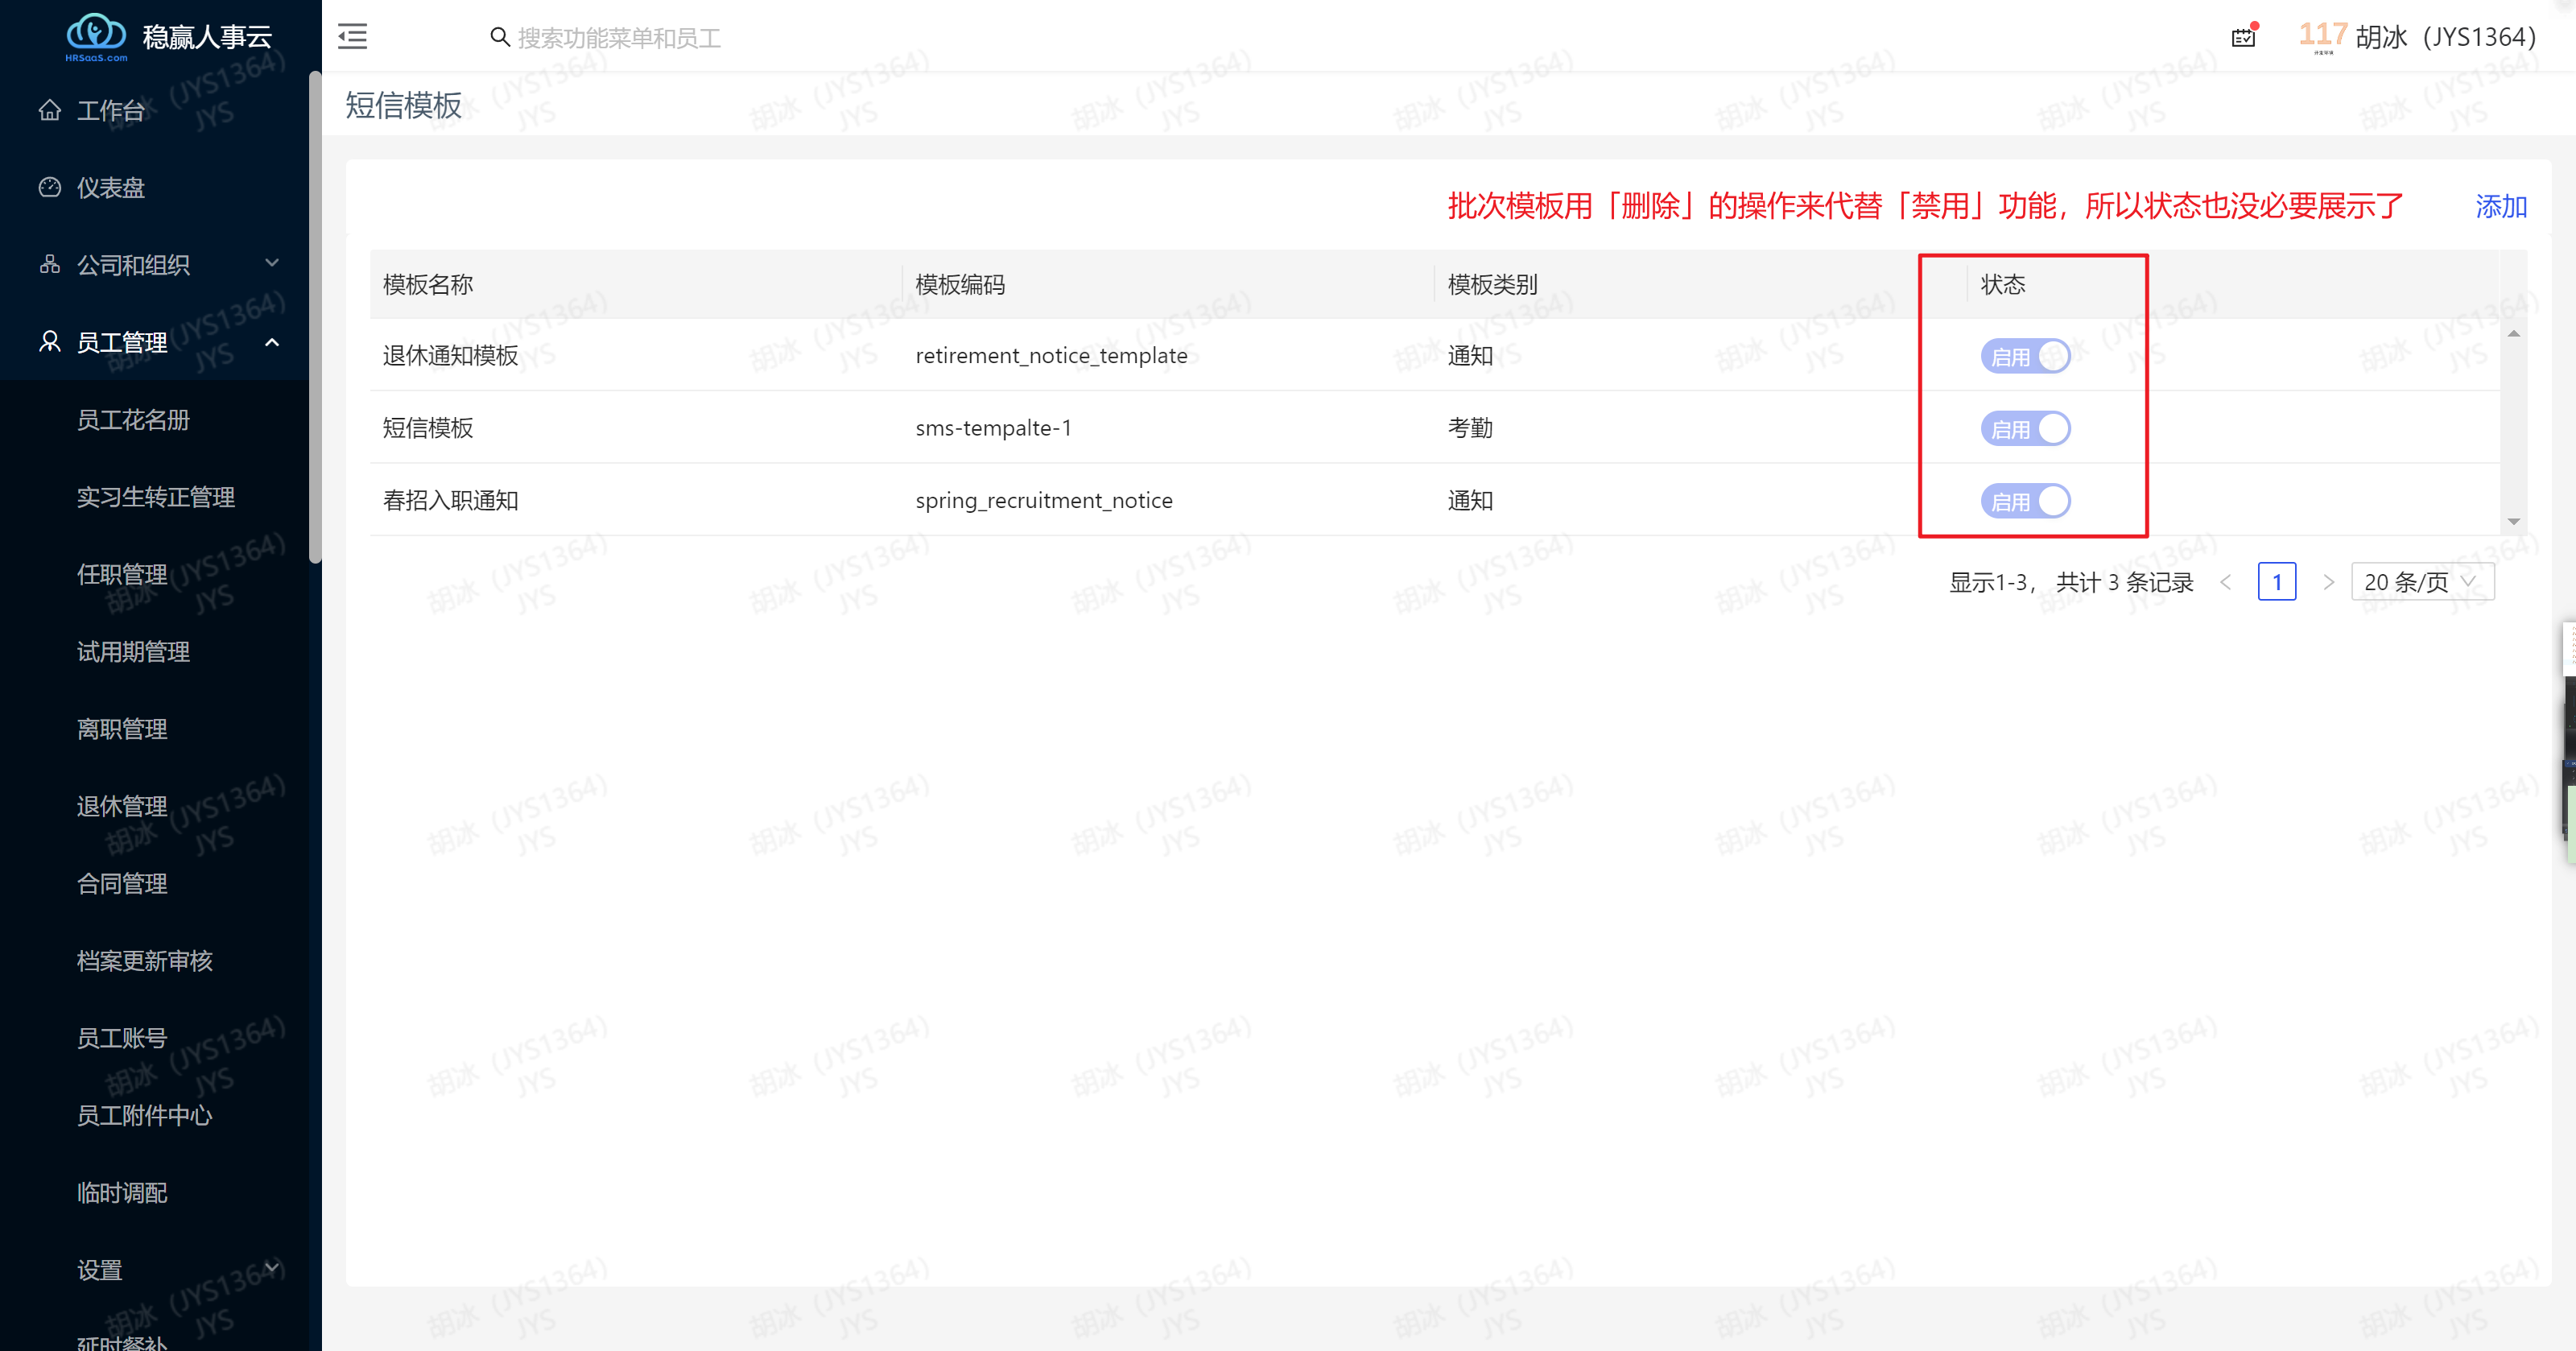 稳赢人事云
HRSaaS.com
搜索功能菜单和员工
117 胡冰（JYS1364）
工作台
仪表盘
公司和组织
员工管理
员工花名册
实习生转正管理
任职管理
试用期管理
离职管理
退休管理
合同管理
档案更新审核
员工账号
员工附件中心
临时调配
设置
延时餐补
短信模板
批次模板用「删除」的操作来代替「禁用」功能，所以状态也没必要展示了
添加
模板名称 模板编码 模板类别 状态
退休通知模板 retirement_notice_template 通知 启用
短信模板 sms-tempalte-1 考勤 启用
春招入职通知 spring_recruitment_notice 通知 启用
显示1-3， 共计 3 条记录 < 1 > 20 条/页
胡冰（JYS1364）
JYS